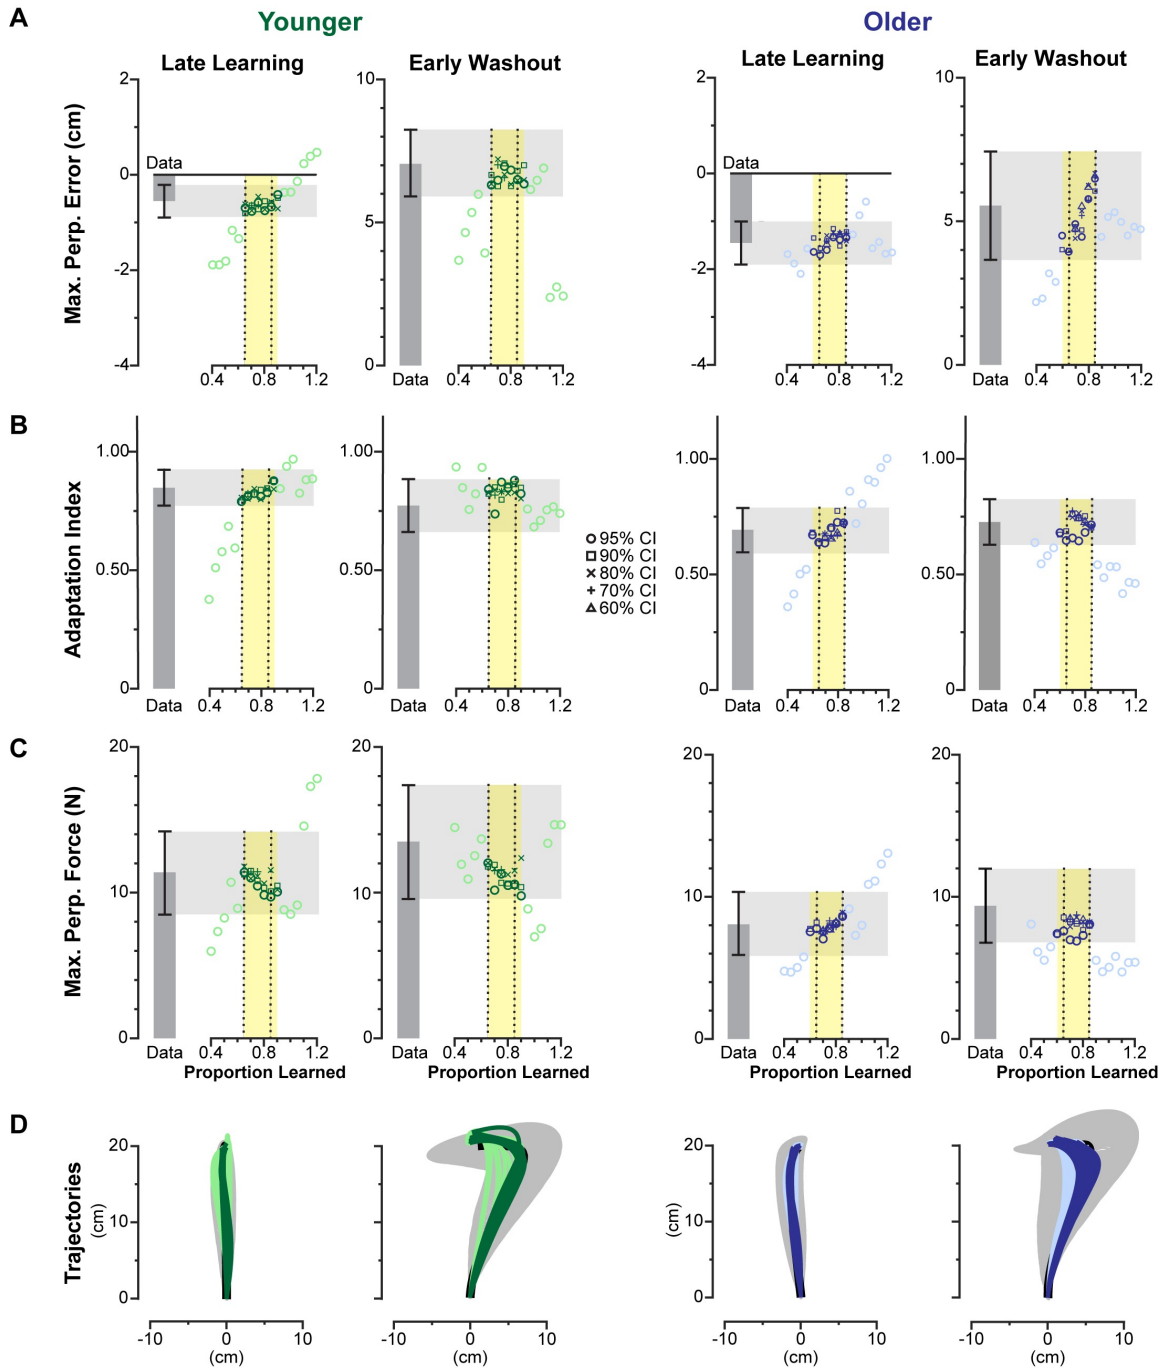 A
Younger
Older
Late Learning
Early Washout
Late Learning
Early Washout
Max. Perp. Error (cm)
2
0
-2
-4
Data
0.4 0.8 1.2
10
5
0
Data 0.4 0.8 1.2
2
0
-2
-4
Data
0.4 0.8 1.2
10
5
0
Data 0.4 0.8 1.2
B
Adaptation Index
1.00
0.50
0
Data 0.4 0.8 1.2
1.00
0.50
0
Data 0.4 0.8 1.2
95% CI
90% CI
80% CI
70% CI
60% CI
1.00
0.50
0
Data 0.4 0.8 1.2
1.00
0.50
0
Data 0.4 0.8 1.2
C
Max. Perp. Force (N)
20
10
0
Data 0.4 0.8 1.2
Proportion Learned
20
10
0
Data 0.4 0.8 1.2
Proportion Learned
20
10
0
Data 0.4 0.8 1.2
Proportion Learned
20
10
0
Data 0.4 0.8 1.2
Proportion Learned
D
Trajectories
(cm)
20
10
0
-10 0 10
(cm)
-10 0 10
(cm)
(cm)
20
10
0
-10 0 10
(cm)
-10 0 10
(cm)